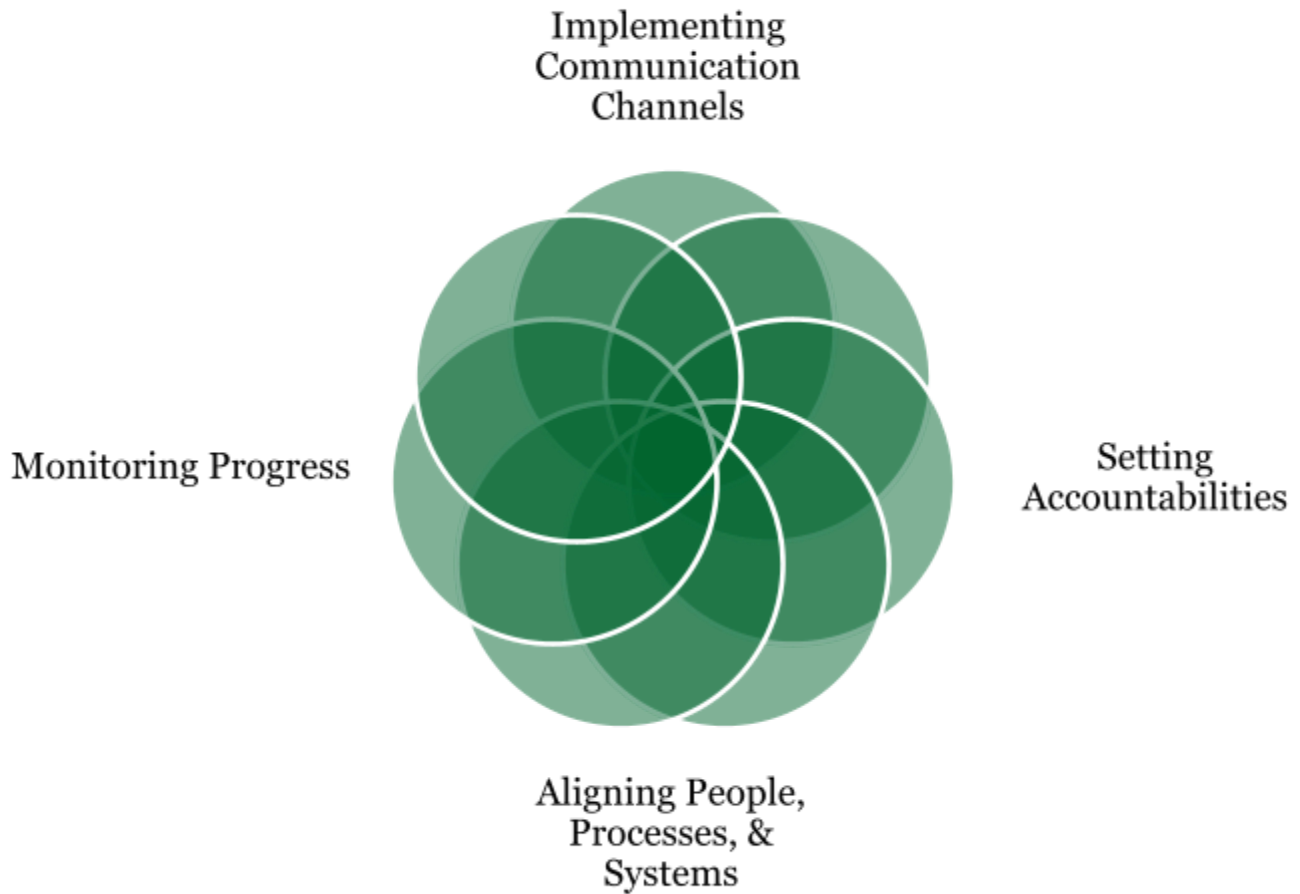 Implementing
Communication
Channels
Monitoring Progress
Setting
Accountabilities
Aligning People,
Processes, &
Systems